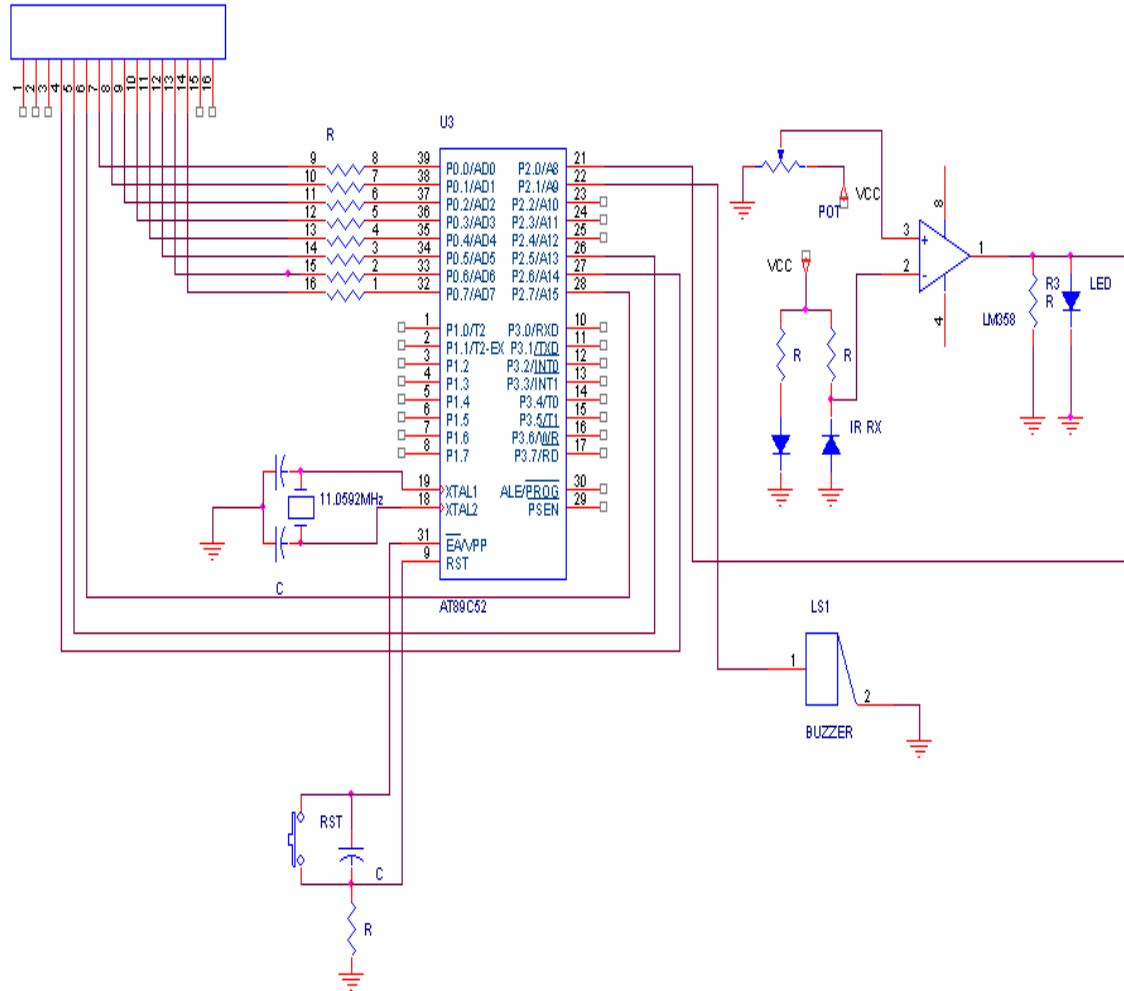 1 2 3 4 5 6 7 8 9 10 11 12 13 14 15 16
U3
R
9 8 39 P0.0/AD0 P2.0/A8 21
10 7 38 P0.1/AD1 P2.1/A9 22
11 6 37 P0.2/AD2 P2.2/A10 23
12 5 36 P0.3/AD3 P2.3/A11 24
13 4 35 P0.4/AD4 P2.4/A12 25
14 3 34 P0.5/AD5 P2.5/A13 26
15 2 33 P0.6/AD6 P2.6/A14 27
16 1 32 P0.7/AD7 P2.7/A15 28
1 P1.0/T2 P3.0/RXD 10
2 P1.1/T2-EX P3.1/TXD 11
3 P1.2 P3.2/INT0 12
4 P1.3 P3.3/INT1 13
5 P1.4 P3.4/T0 14
6 P1.5 P3.5/T1 15
7 P1.6 P3.6/WR 16
8 P1.7 P3.7/RD 17
19 XTAL1 ALE/PROG 30
18 XTAL2 PSEN 29
31 EA/VPP
9 RST
AT89C52
11.0592MHz
C
VCC
POT
8
3 +
2 -
1
4
LM358
R3
R
LED
VCC
R
R
IR RX
LS1
1
2
BUZZER
RST
C
R